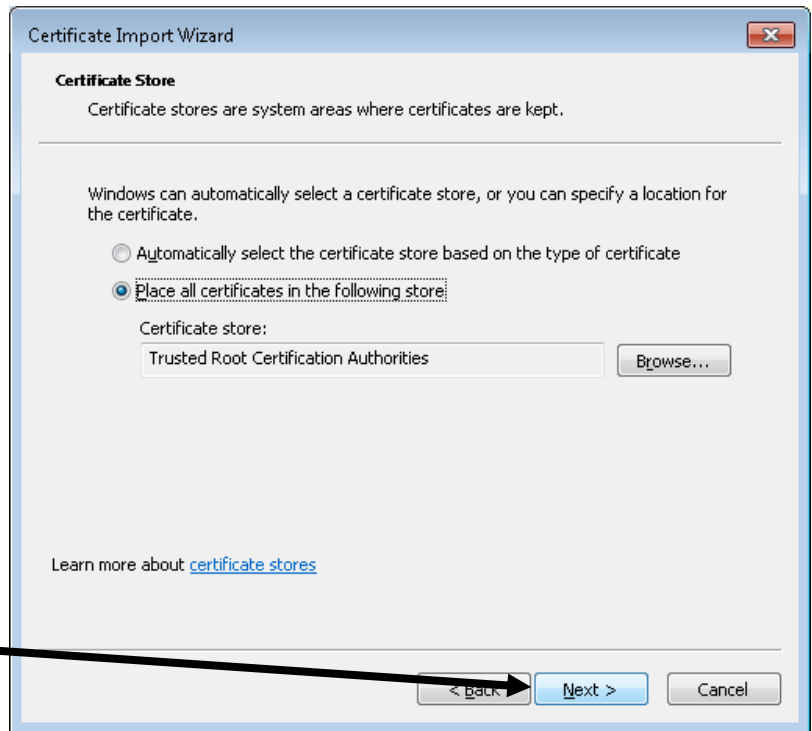 Certificate Import Wizard
Certificate Store
Certificate stores are system areas where certificates are kept.
Windows can automatically select a certificate store, or you can specify a location for
the certificate.
Automatically select the certificate store based on the type of certificate
Place all certificates in the following store
Certificate store:
Trusted Root Certification Authorities
Browse...
Learn more about certificate stores
< Back
Next >
Cancel